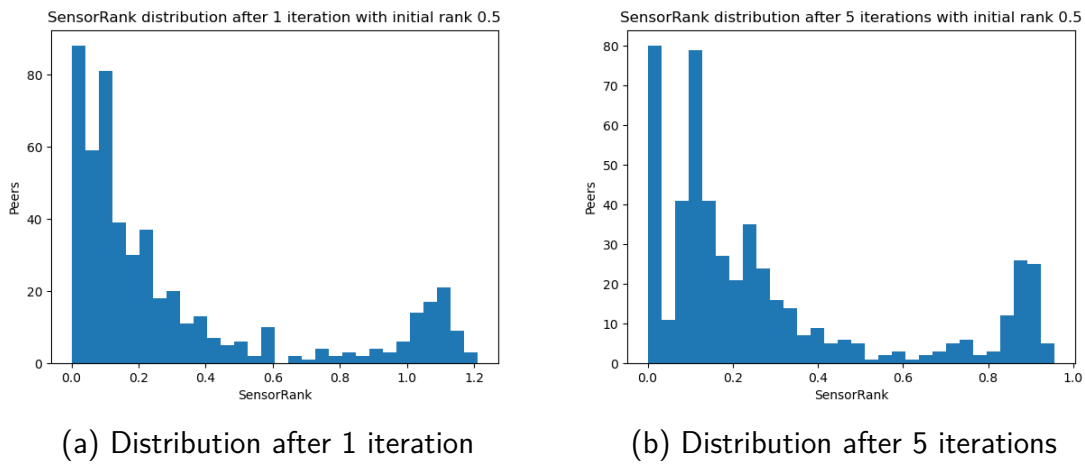 SensorRank distribution after 1 iteration with initial rank 0.5
80
60
40
20
0
Peers
0.0 0.2 0.4 0.6 0.8 1.0 1.2
SensorRank
(a) Distribution after 1 iteration
SensorRank distribution after 5 iterations with initial rank 0.5
80
70
60
50
40
30
20
10
0
Peers
0.0 0.2 0.4 0.6 0.8 1.0
SensorRank
(b) Distribution after 5 iterations